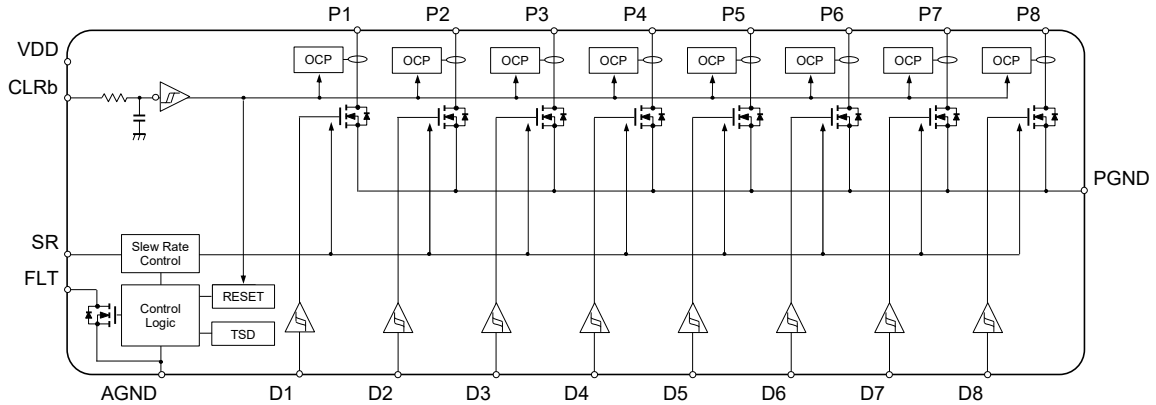 P1 P2 P3 P4 P5 P6 P7 P8
VDD
OCP OCP OCP OCP OCP OCP OCP OCP
CLRb
PGND
SR
Slew Rate
Control
FLT
RESET
Control
Logic
TSD
AGND D1 D2 D3 D4 D5 D6 D7 D8